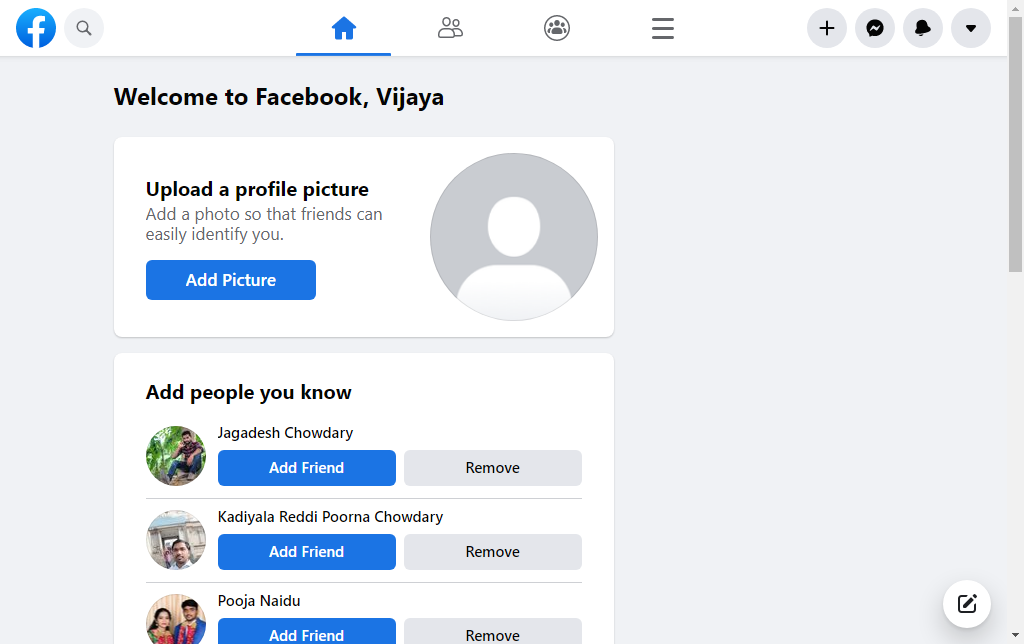 Welcome to Facebook, Vijaya
Upload a profile picture
Add a photo so that friends can
easily identify you.
Add Picture
Add people you know
Jagadesh Chowdary
Add Friend Remove
Kadiyala Reddi Poorna Chowdary
Add Friend Remove
Pooja Naidu
Add Friend Remove